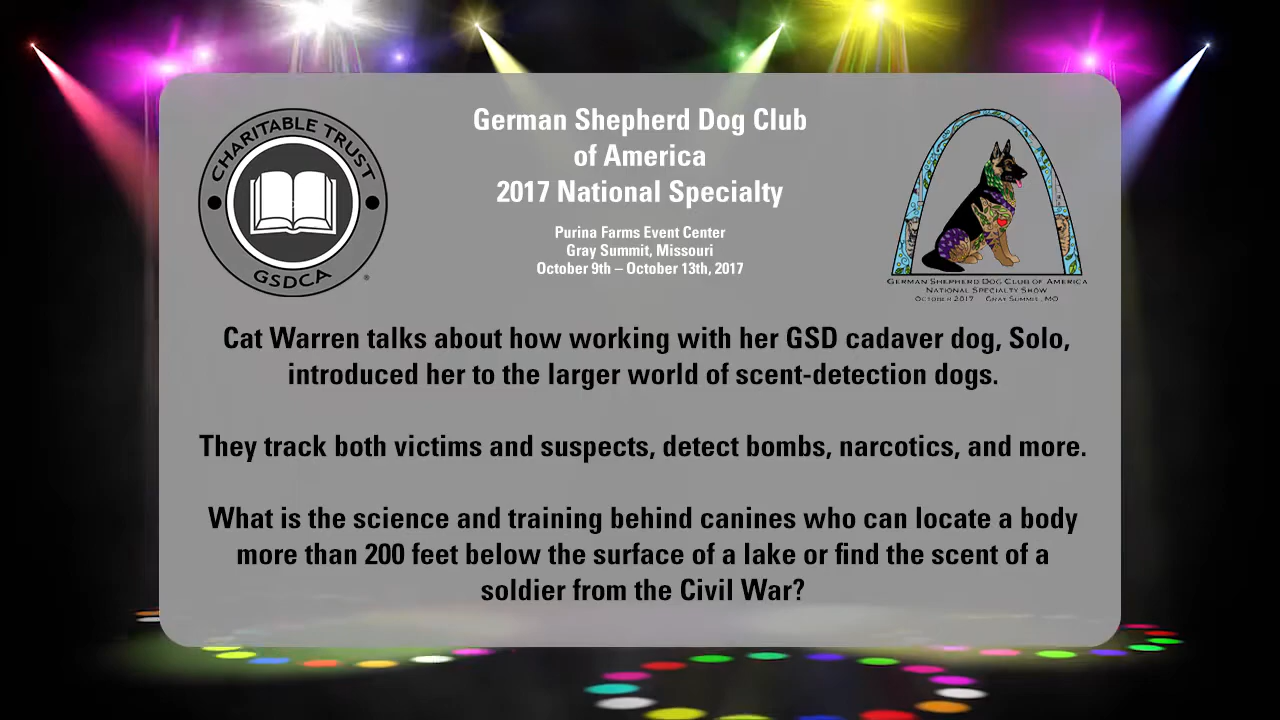 German Shepherd Dog Club
of America
2017 National Specialty
Purina Farms Event Center
Gray Summit, Missouri
October 9th – October 13th, 2017
CHARITABLE TRUST
GSDCA
German Shepherd Dog Club of America
National Specialty Show
October 2017 Gray Summit, MO
Cat Warren talks about how working with her GSD cadaver dog, Solo,
introduced her to the larger world of scent-detection dogs.
They track both victims and suspects, detect bombs, narcotics, and more.
What is the science and training behind canines who can locate a body
more than 200 feet below the surface of a lake or find the scent of a
soldier from the Civil War?